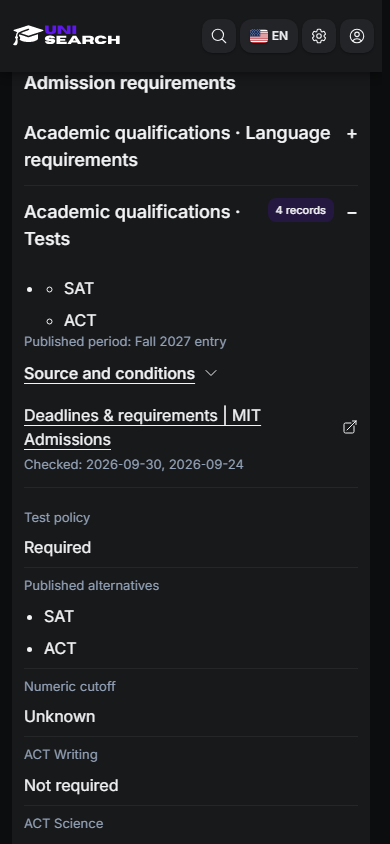 UNI
SEARCH
EN
Admission requirements
Academic qualifications · Language
requirements
+
Academic qualifications ·
Tests
4 records
−
SAT
ACT
Published period: Fall 2027 entry
Source and conditions
Deadlines & requirements | MIT
Admissions
Checked: 2026-09-30, 2026-09-24
Test policy
Required
Published alternatives
SAT
ACT
Numeric cutoff
Unknown
ACT Writing
Not required
ACT Science